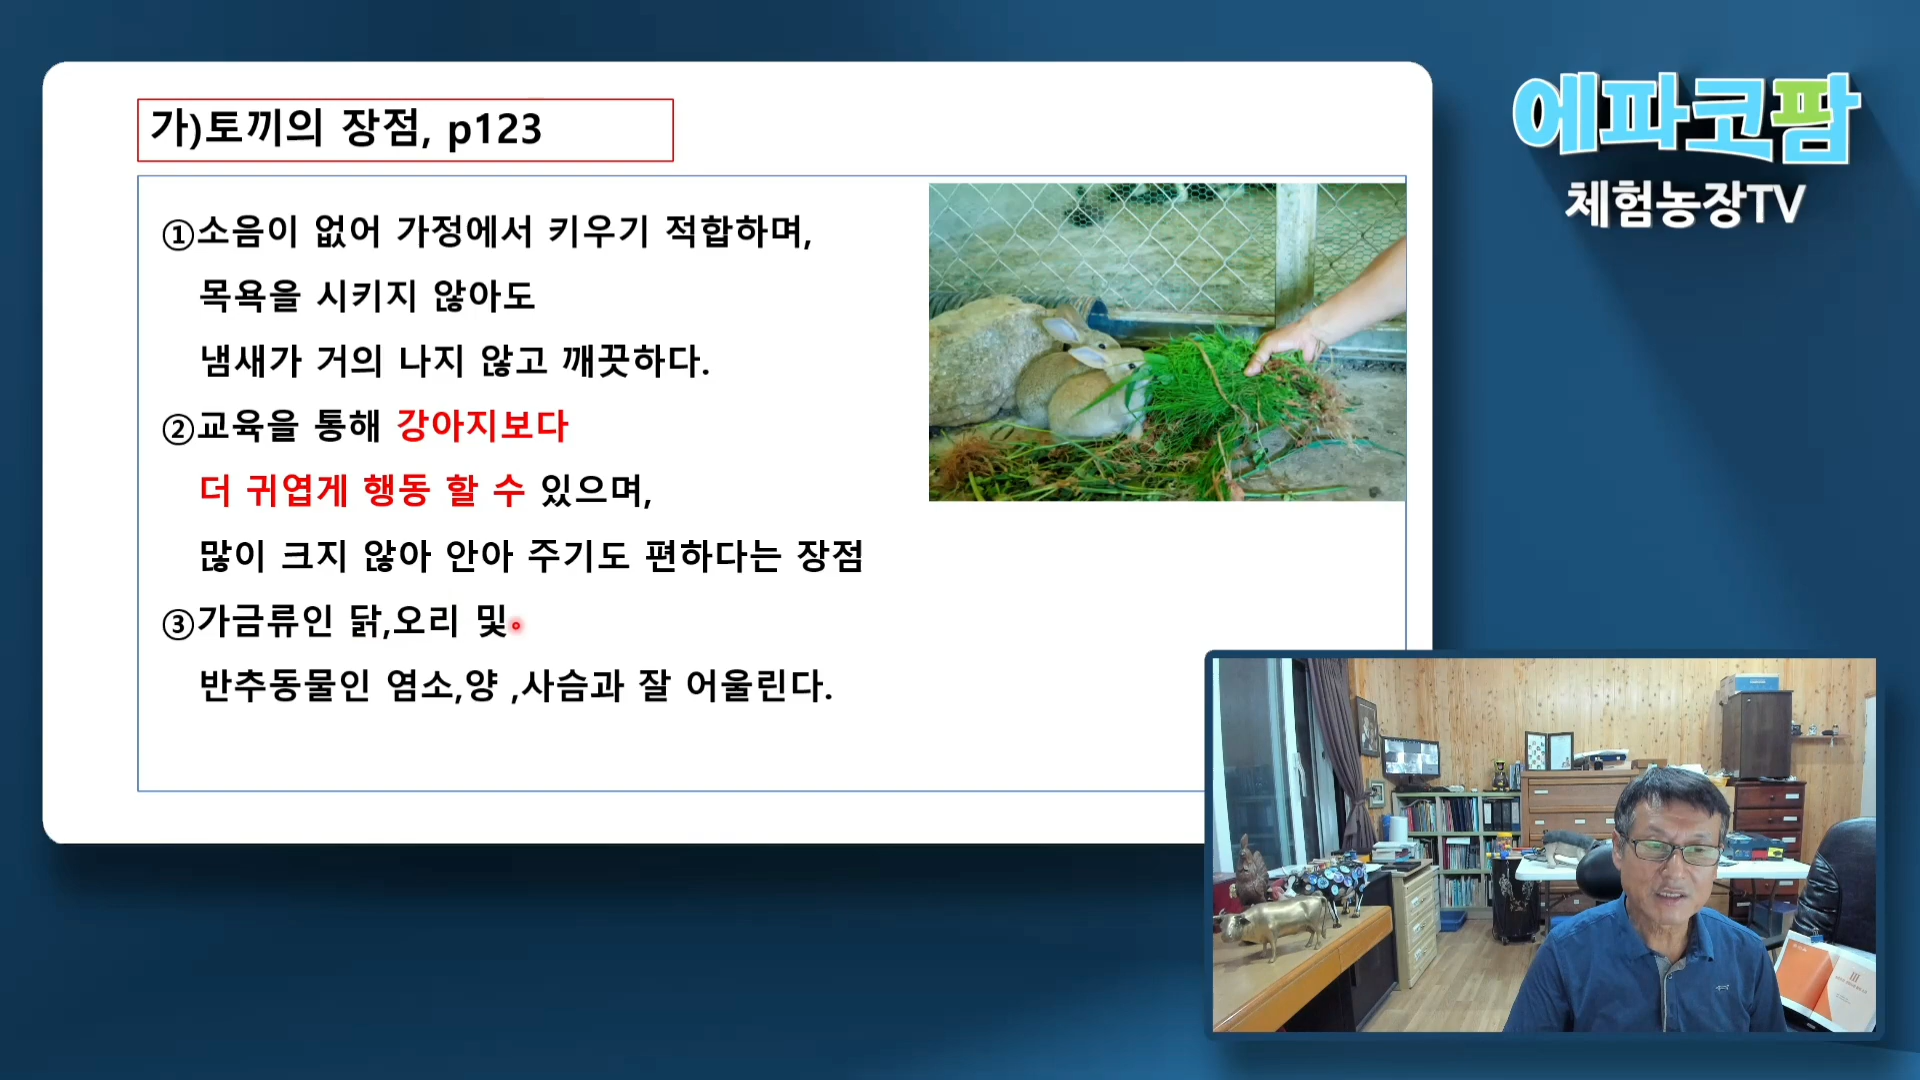 가)토끼의 장점, p123
①소음이 없어 가정에서 키우기 적합하며,
목욕을 시키지 않아도
냄새가 거의 나지 않고 깨끗하다.
②교육을 통해 강아지보다
더 귀엽게 행동 할 수 있으며,
많이 크지 않아 안아 주기도 편하다는 장점
③가금류인 닭,오리 및
반추동물인 염소,양 ,사슴과 잘 어울린다.
에파코팜
체험농장TV